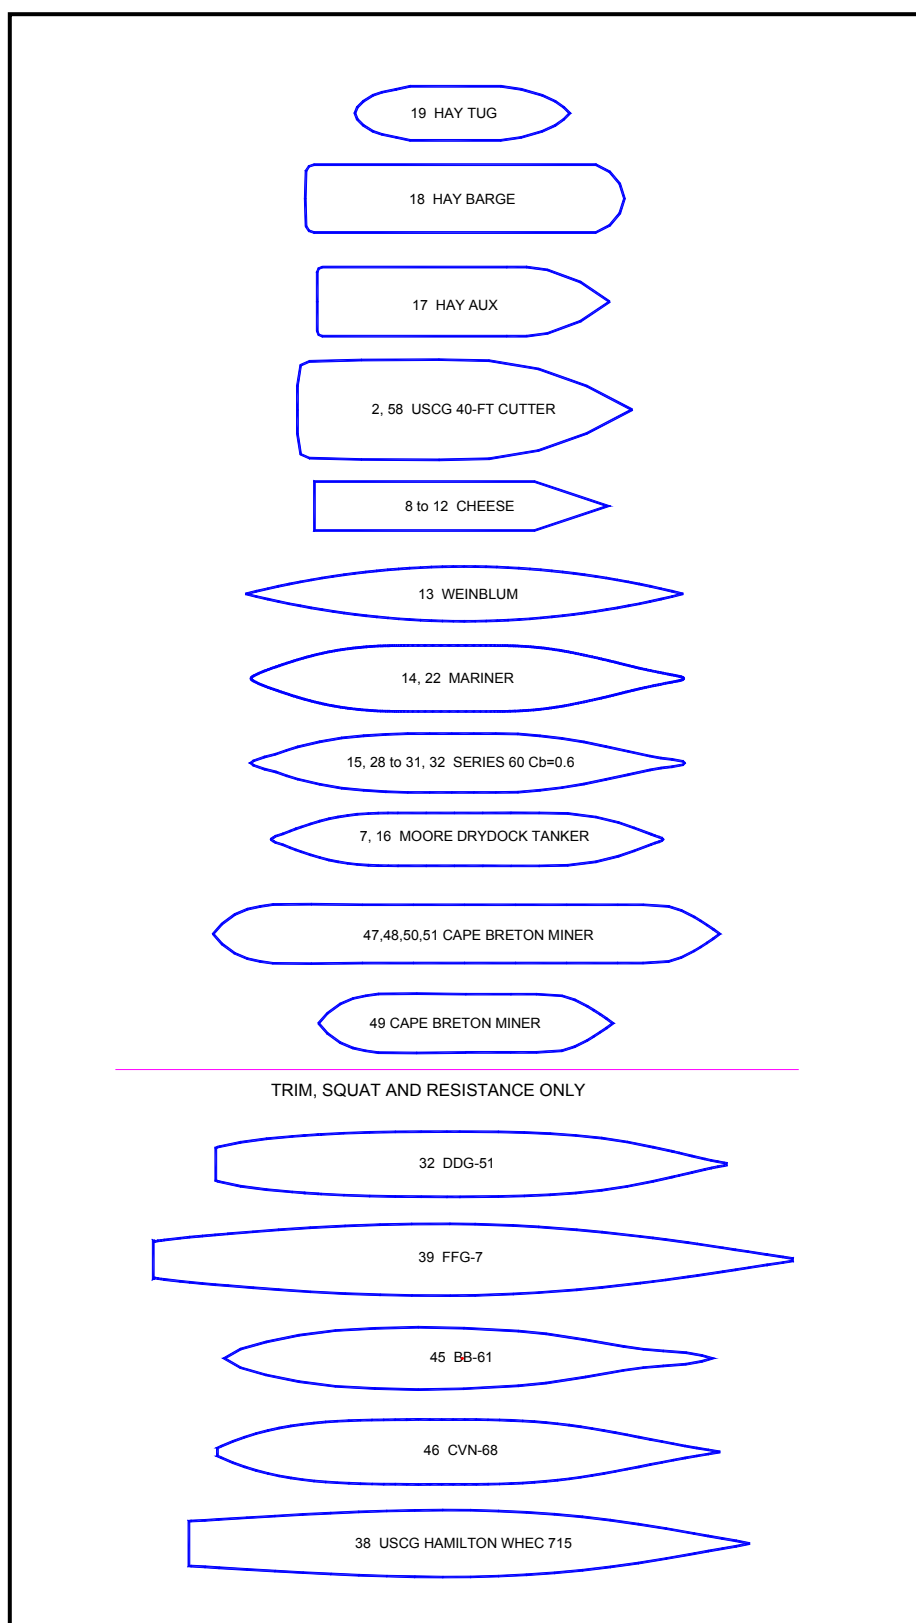 19 HAY TUG
18 HAY BARGE
17 HAY AUX
2, 58 USCG 40-FT CUTTER
8 to 12 CHEESE
13 WEINBLUM
14, 22 MARINER
15, 28 to 31, 32 SERIES 60 Cb=0.6
7, 16 MOORE DRYDOCK TANKER
47,48,50,51 CAPE BRETON MINER
49 CAPE BRETON MINER
TRIM, SQUAT AND RESISTANCE ONLY
32 DDG-51
39 FFG-7
45 BB-61
46 CVN-68
38 USCG HAMILTON WHEC 715